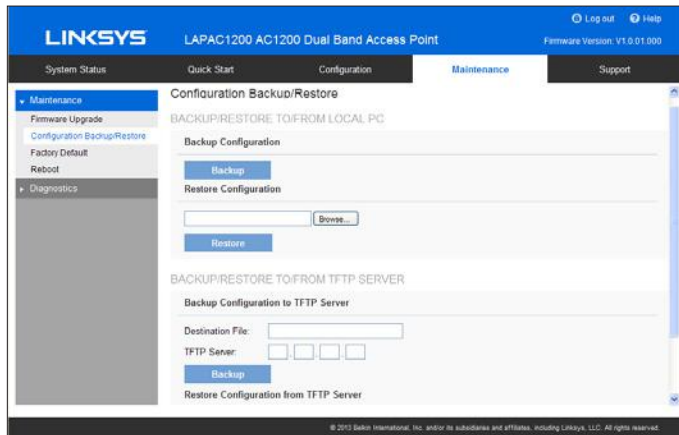 Log out Help
LINKSYS LAPAC1200 AC1200 Dual Band Access Point Firmware Version: V1.0.01.000
System Status Quick Start Configuration Maintenance Support
Maintenance
Firmware Upgrade
Configuration Backup/Restore
Factory Default
Reboot
Diagnostics
Configuration Backup/Restore
BACKUP/RESTORE TO/FROM LOCAL PC
Backup Configuration
Backup
Restore Configuration
Browse...
Restore
BACKUP/RESTORE TO/FROM TFTP SERVER
Backup Configuration to TFTP Server
Destination File:
TFTP Server: . . .
Backup
Restore Configuration from TFTP Server
© 2013 Belkin International, Inc. and/or its subsidiaries and affiliates, including Linksys, LLC. All rights reserved.